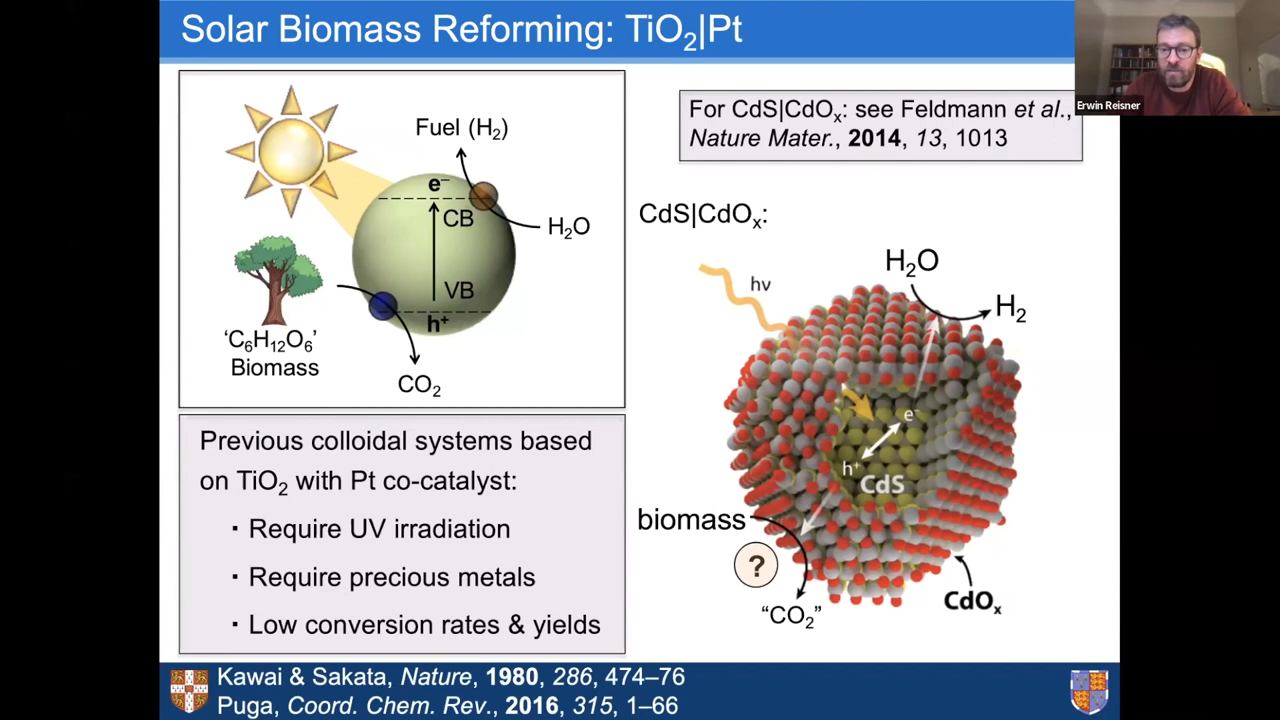 Solar Biomass Reforming: TiO₂|Pt
Erwin Reisner
Fuel (H₂)
e⁻
CB
H₂O
VB
h⁺
'C₆H₁₂O₆'
Biomass
CO₂
Previous colloidal systems based
on TiO₂ with Pt co-catalyst:
· Require UV irradiation
· Require precious metals
· Low conversion rates & yields
For CdS|CdOₓ: see Feldmann et al.,
Nature Mater., 2014, 13, 1013
CdS|CdOₓ:
hν
H₂O
H₂
e⁻
h⁺
CdS
biomass
?
"CO₂"
CdOₓ
Kawai & Sakata, Nature, 1980, 286, 474–76
Puga, Coord. Chem. Rev., 2016, 315, 1–66